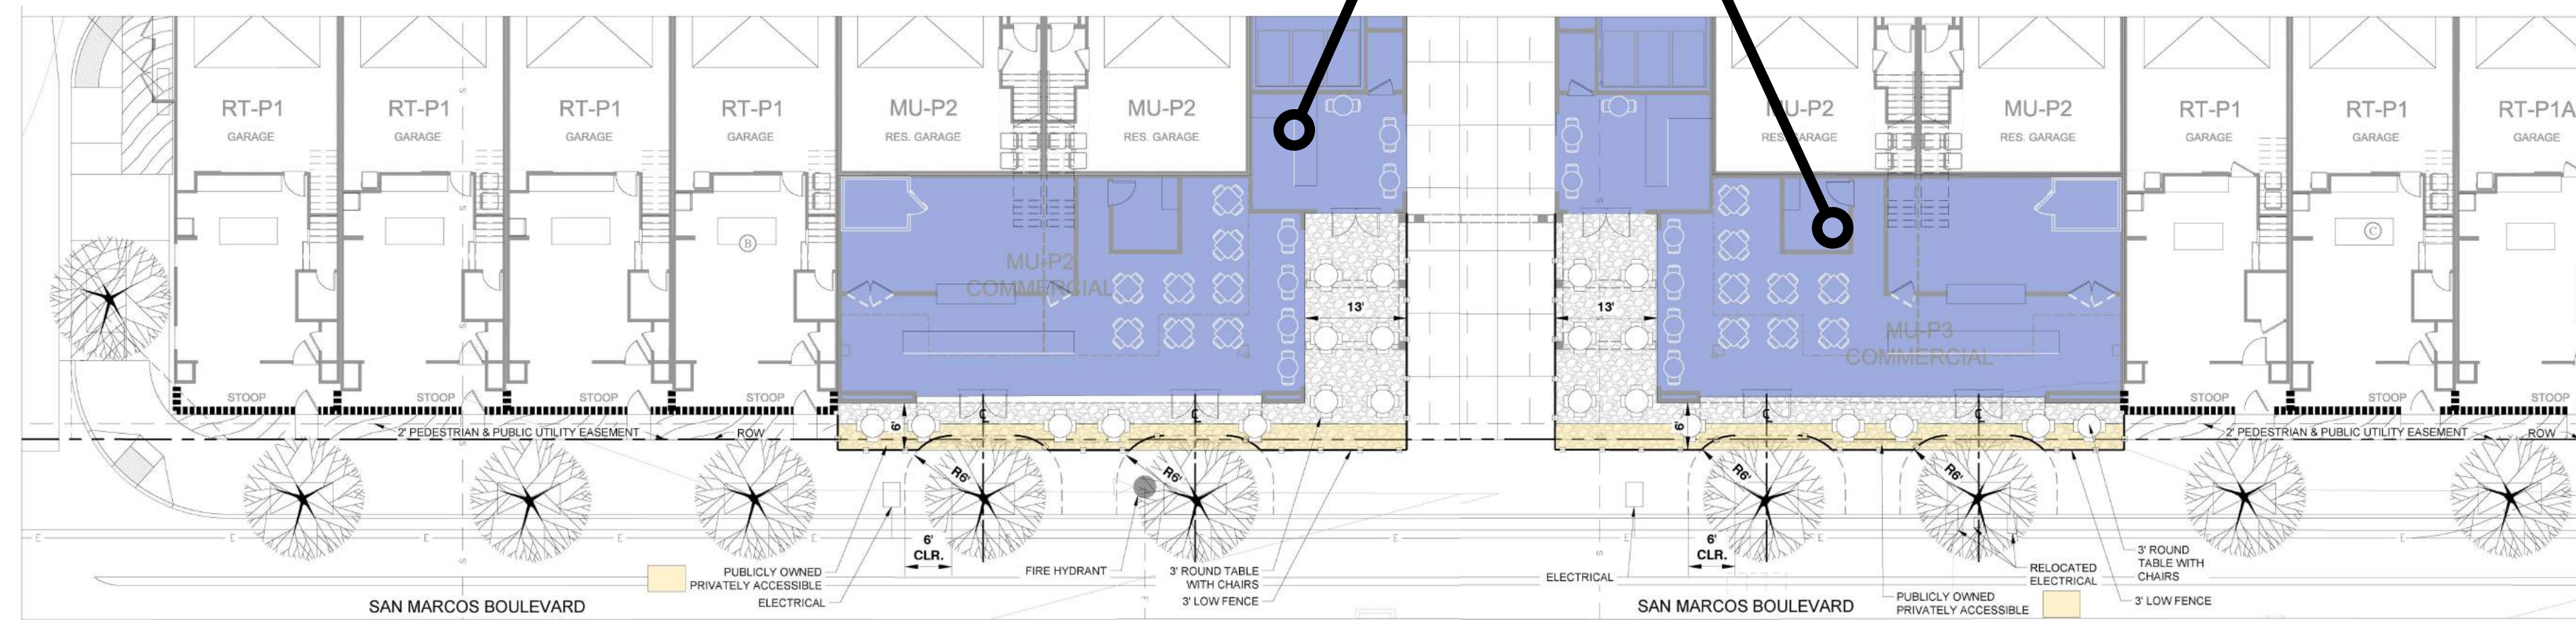 RT-P1
GARAGE
RT-P1
GARAGE
RT-P1
GARAGE
RT-P1
GARAGE
MU-P2
RES. GARAGE
MU-P2
RES. GARAGE
MU-P2
RES. GARAGE
MU-P2
RES. GARAGE
RT-P1
GARAGE
RT-P1
GARAGE
RT-P1A
GARAGE
B
C
MU-P2
COMMERCIAL
MU-P3
COMMERCIAL
13'
13'
STOOP
STOOP
STOOP
STOOP
STOOP
STOOP
STOOP
2' PEDESTRIAN & PUBLIC UTILITY EASEMENT
ROW
6'
6'
2' PEDESTRIAN & PUBLIC UTILITY EASEMENT
ROW
R6'
R6'
R6'
R6'
6'
CLR.
6'
CLR.
PUBLICLY OWNED
PRIVATELY ACCESSIBLE
ELECTRICAL
FIRE HYDRANT
3' ROUND TABLE
WITH CHAIRS
3' LOW FENCE
ELECTRICAL
RELOCATED
ELECTRICAL
PUBLICLY OWNED
PRIVATELY ACCESSIBLE
3' ROUND
TABLE WITH
CHAIRS
3' LOW FENCE
SAN MARCOS BOULEVARD
SAN MARCOS BOULEVARD